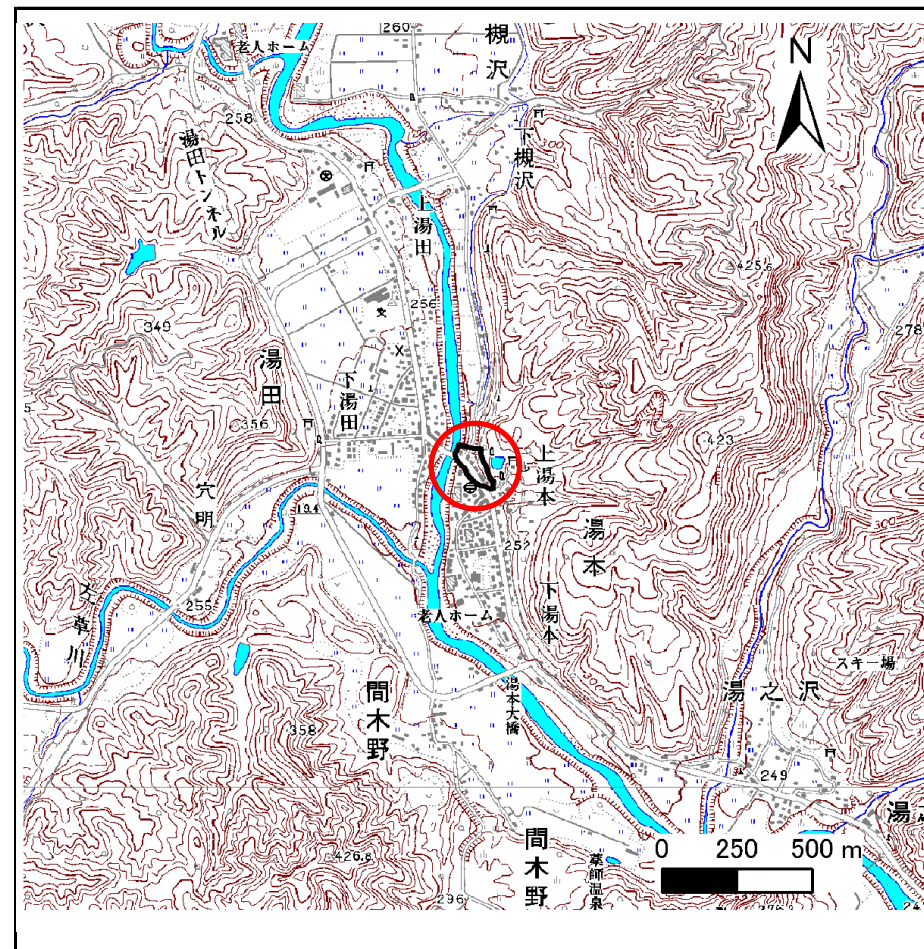 老人ホーム
260
槻沢
N
258
下槻沢
湯田トンネル
上湯田
425.6
256
278
349
湯田
下湯田
356
423
上湯本
穴明
湯本
194
253
255
下湯本
老人ホーム
スキー場
間木野
湯本大橋
湯之沢
358
249
湯
0 250 500 m
426.8
間木野
薬師温泉
296